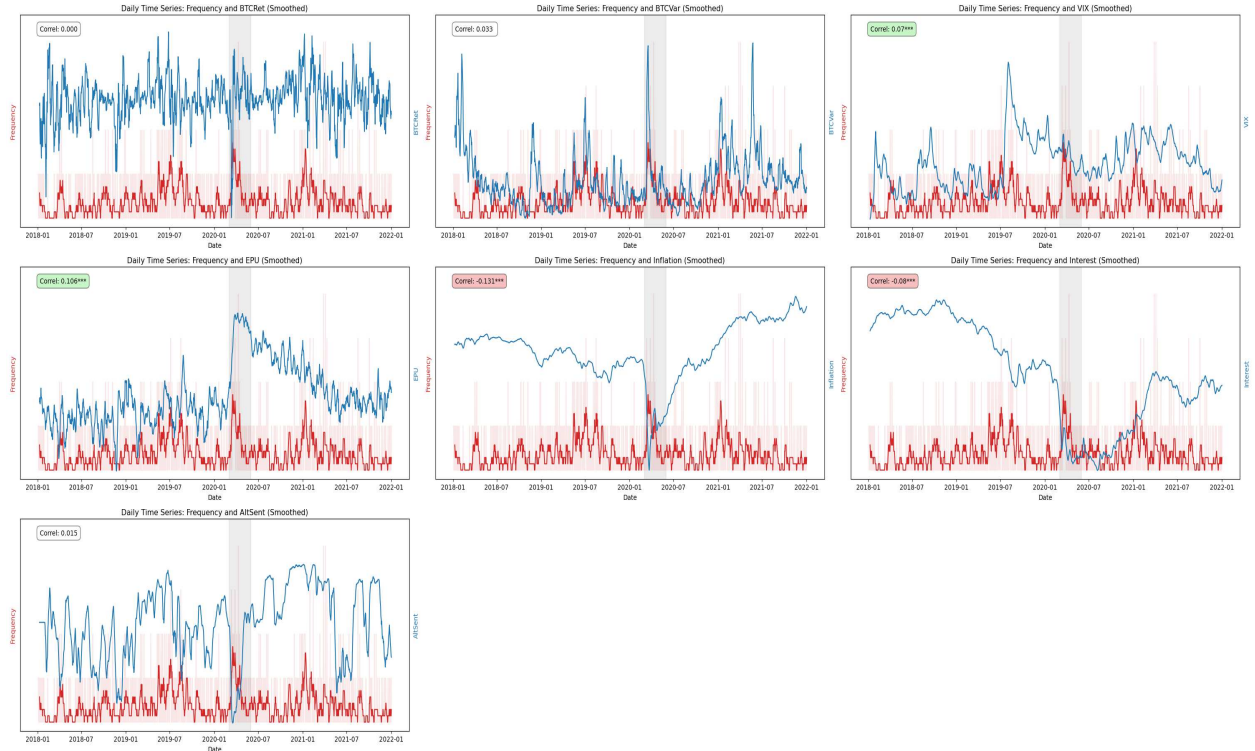 Daily Time Series: Frequency and BTCRet (Smoothed)
Correl: 0.000
Frequency
BTCRet
2018-01 2018-07 2019-01 2019-07 2020-01 2020-07 2021-01 2021-07 2022-01
Date
Daily Time Series: Frequency and BTCVar (Smoothed)
Correl: 0.033
Frequency
BTCVar
2018-01 2018-07 2019-01 2019-07 2020-01 2020-07 2021-01 2021-07 2022-01
Date
Daily Time Series: Frequency and VIX (Smoothed)
Correl: 0.07***
Frequency
VIX
2018-01 2018-07 2019-01 2019-07 2020-01 2020-07 2021-01 2021-07 2022-01
Date
Daily Time Series: Frequency and EPU (Smoothed)
Correl: 0.106***
Frequency
EPU
2018-01 2018-07 2019-01 2019-07 2020-01 2020-07 2021-01 2021-07 2022-01
Date
Daily Time Series: Frequency and Inflation (Smoothed)
Correl: -0.131***
Frequency
Inflation
2018-01 2018-07 2019-01 2019-07 2020-01 2020-07 2021-01 2021-07 2022-01
Date
Daily Time Series: Frequency and Interest (Smoothed)
Correl: -0.08***
Frequency
Interest
2018-01 2018-07 2019-01 2019-07 2020-01 2020-07 2021-01 2021-07 2022-01
Date
Daily Time Series: Frequency and AltSent (Smoothed)
Correl: 0.015
Frequency
AltSent
2018-01 2018-07 2019-01 2019-07 2020-01 2020-07 2021-01 2021-07 2022-01
Date